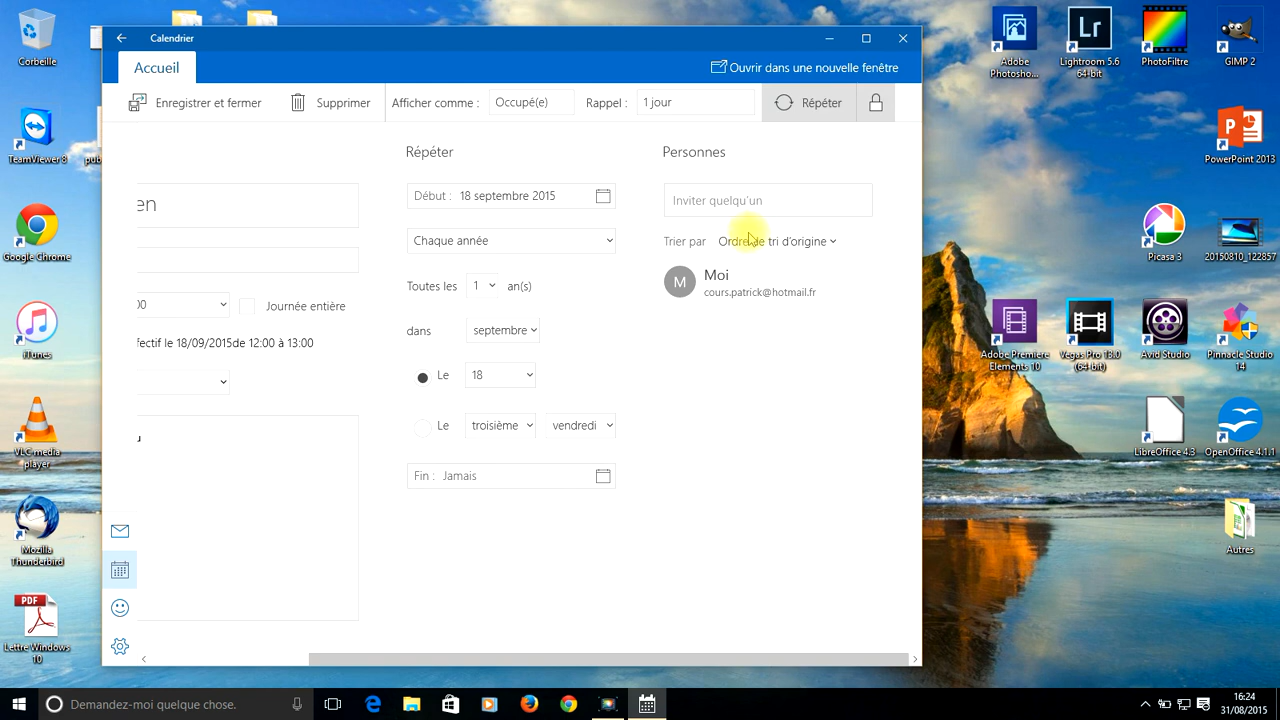 Calendrier
Accueil
Ouvrir dans une nouvelle fenêtre
Enregistrer et fermer
Supprimer
Afficher comme :
Occupé(e)
Rappel :
1 jour
Répéter
Répéter
Personnes
en
Début : 18 septembre 2015
Inviter quelqu'un
Chaque année
Trier par
Ordre de tri d'origine
Moi
M
cours.patrick@hotmail.fr
Toutes les
1
an(s)
00
Journée entière
dans
septembre
fectif le 18/09/2015de 12:00 à 13:00
Le
18
Le
troisième
vendredi
Fin : Jamais
Corbeille
TeamViewer 8
Google Chrome
iTunes
VLC media
player
Mozilla
Thunderbird
PDF
Lettre Windows
10
Lr
Adobe
Photosho...
Lightroom 5.6
64-bit
PhotoFiltre
GIMP 2
PowerPoint 2013
Picasa 3
20150810_122857
Adobe Premiere
Elements 10
Vegas Pro 13.0
(64-bit)
Avid Studio
Pinnacle Studio
14
LibreOffice 4.3
OpenOffice 4.1.1
Autres
Demandez-moi quelque chose.
16:24
31/08/2015